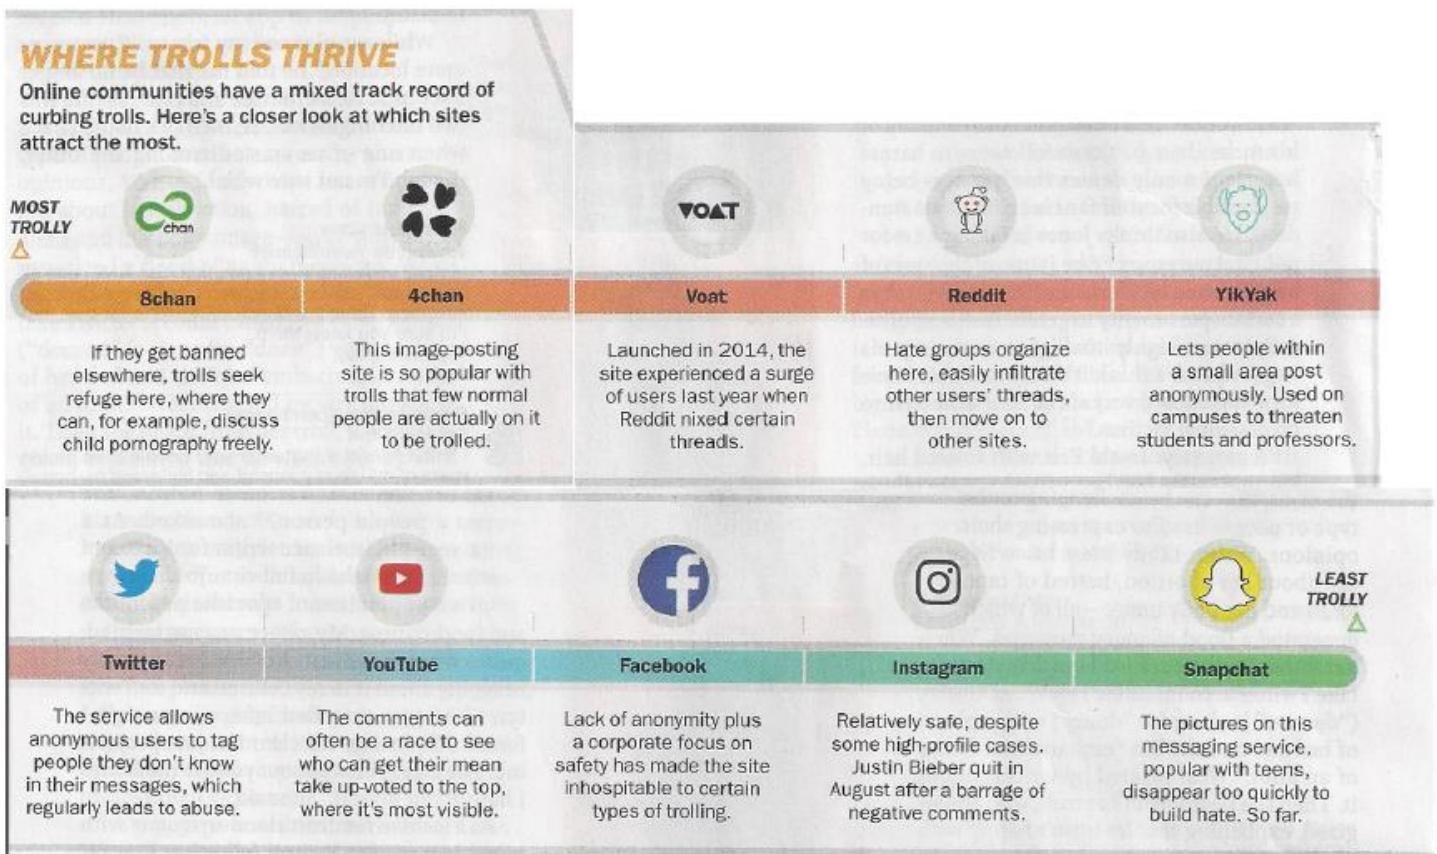 WHERE TROLLS THRIVE
Online communities have a mixed track record of
curbing trolls. Here's a closer look at which sites
attract the most.
MOST
TROLLY
chan
VOAT
8chan
4chan
Voat
Reddit
YikYak
If they get banned
elsewhere, trolls seek
refuge here, where they
can, for example, discuss
child pornography freely.
This image-posting
site is so popular with
trolls that few normal
people are actually on it
to be trolled.
Launched in 2014, the
site experienced a surge
of users last year when
Reddit nixed certain
threads.
Hate groups organize
here, easily infiltrate
other users' threads,
then move on to
other sites.
Lets people within
a small area post
anonymously. Used on
campuses to threaten
students and professors.
LEAST
TROLLY
Twitter
YouTube
Facebook
Instagram
Snapchat
The service allows
anonymous users to tag
people they don't know
in their messages, which
regularly leads to abuse.
The comments can
often be a race to see
who can get their mean
take up-voted to the top,
where it's most visible.
Lack of anonymity plus
a corporate focus on
safety has made the site
inhospitable to certain
types of trolling.
Relatively safe, despite
some high-profile cases.
Justin Bieber quit in
August after a barrage of
negative comments.
The pictures on this
messaging service,
popular with teens,
disappear too quickly to
build hate. So far.